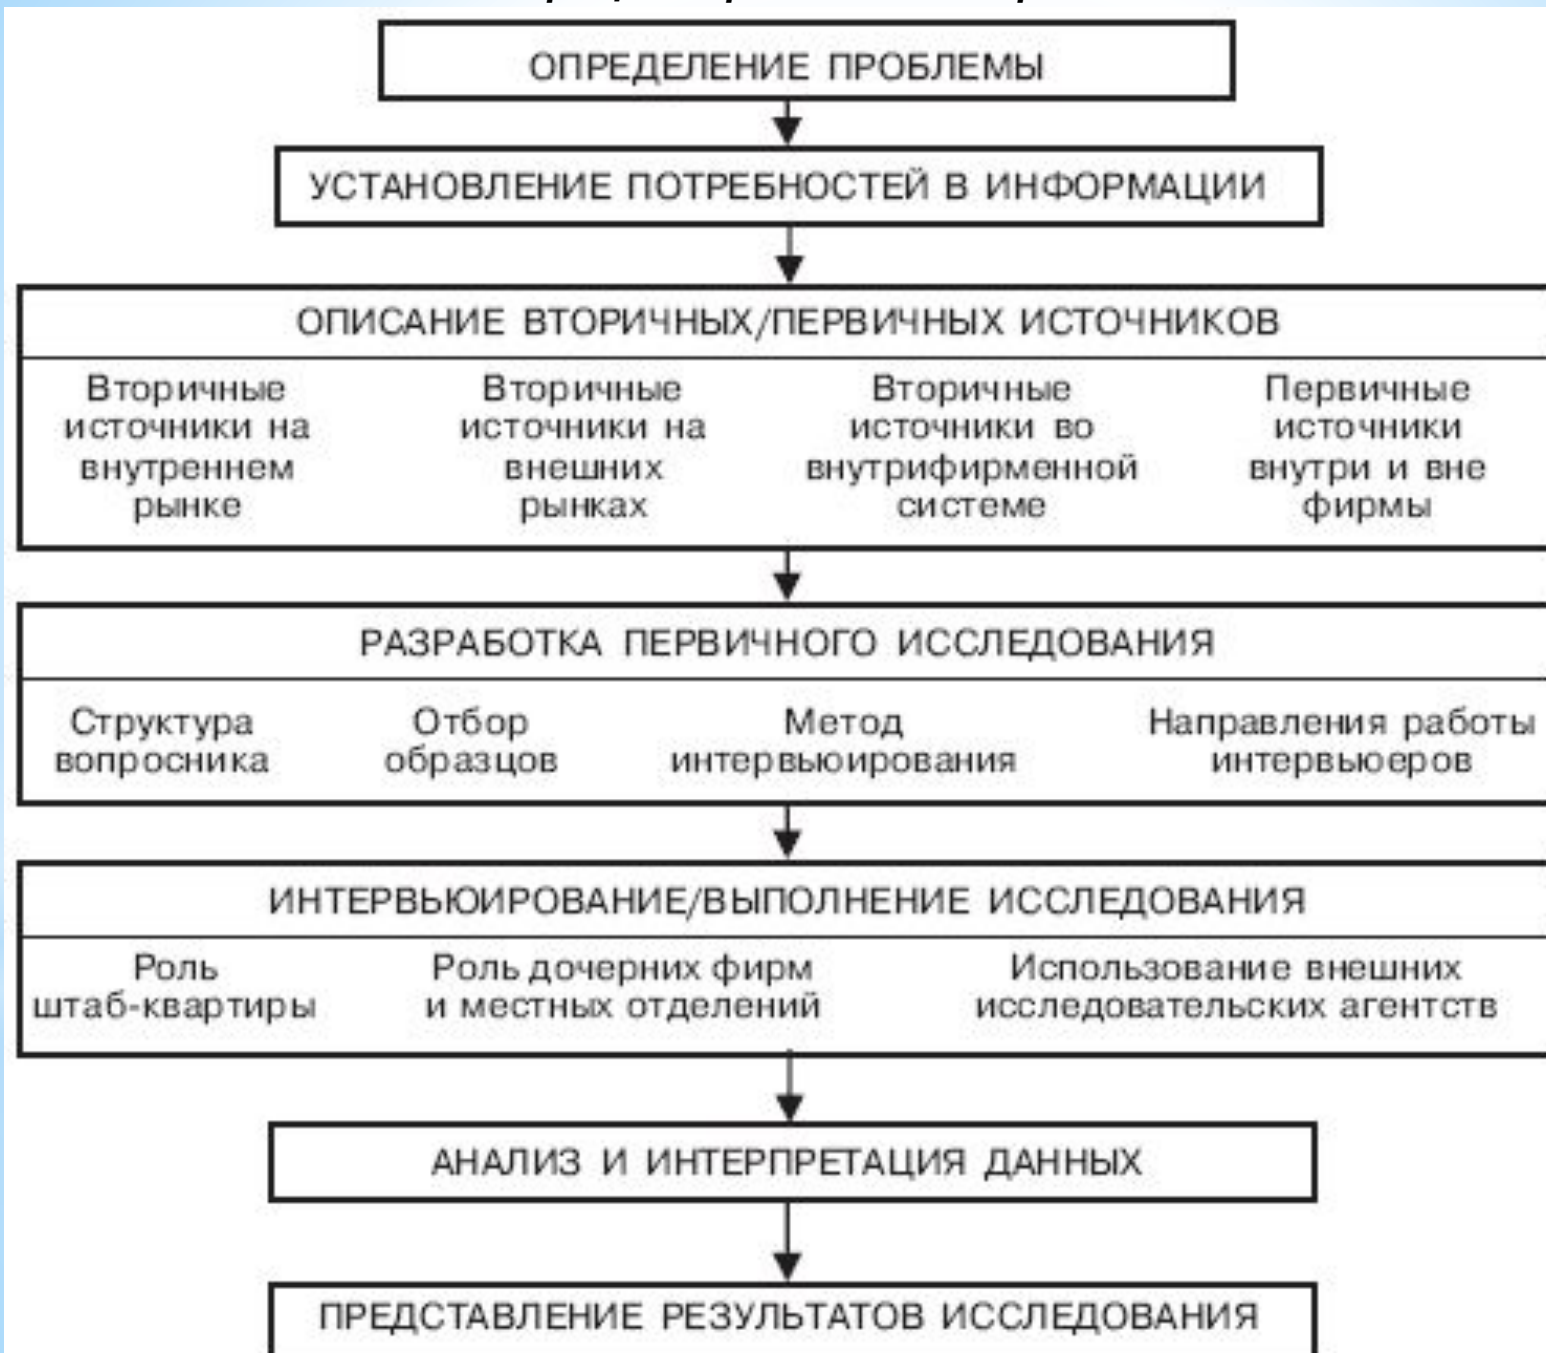 ОПРЕДЕЛЕНИЕ ПРОБЛЕМЫ
УСТАНОВЛЕНИЕ ПОТРЕБНОСТЕЙ В ИНФОРМАЦИИ
ОПИСАНИЕ ВТОРИЧНЫХ/ПЕРВИЧНЫХ ИСТОЧНИКОВ
Вторичные
источники на
внутреннем
рынке
Вторичные
источники на
внешних
рынках
Вторичные
источники во
внутрифирменной
системе
Первичные
источники
внутри и вне
фирмы
РАЗРАБОТКА ПЕРВИЧНОГО ИССЛЕДОВАНИЯ
Структура
вопросника
Отбор
образцов
Метод
интервьюирования
Направления работы
интервьюеров
ИНТЕРВЬЮИРОВАНИЕ/ВЫПОЛНЕНИЕ ИССЛЕДОВАНИЯ
Роль
штаб-квартиры
Роль дочерних фирм
и местных отделений
Использование внешних
исследовательских агентств
АНАЛИЗ И ИНТЕРПРЕТАЦИЯ ДАННЫХ
ПРЕДСТАВЛЕНИЕ РЕЗУЛЬТАТОВ ИССЛЕДОВАНИЯ